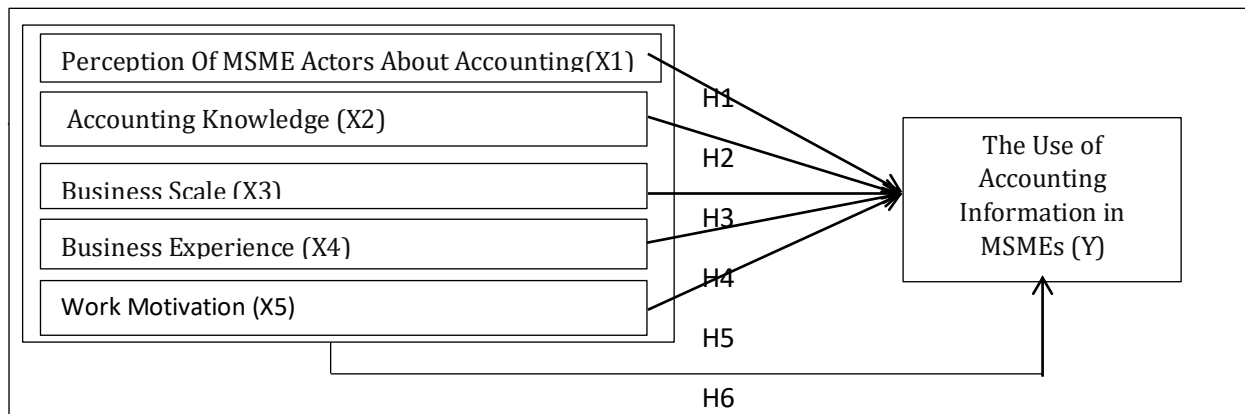 Perception Of MSME Actors About Accounting(X1)
Accounting Knowledge (X2)
Business Scale (X3)
Business Experience (X4)
Work Motivation (X5)
H1
H2
H3
H4
H5
H6
The Use of
Accounting
Information in
MSMEs (Y)